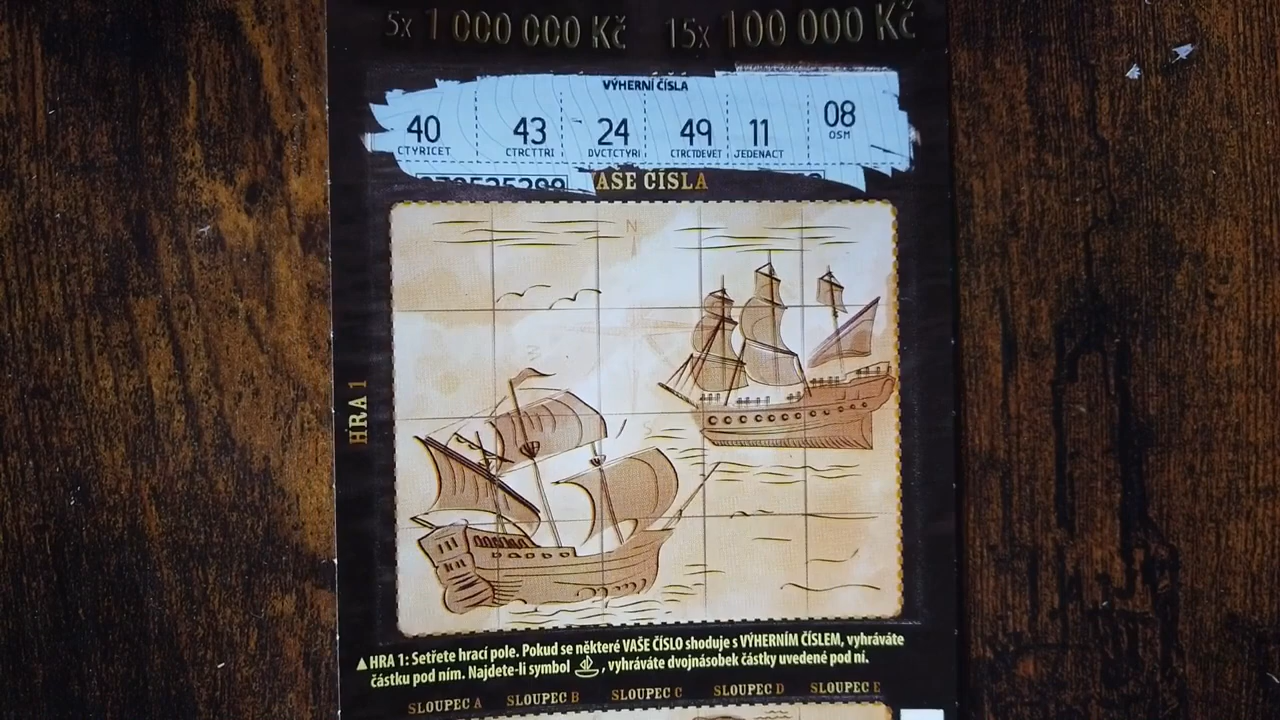 5x 1 000 000 Kč 15x 100 000 Kč
VÝHERNÍ ČÍSLA
40 43 24 49 11 08
CTYRICET CTRCTTRI DVCTCTYRI CTRCTDEVET JEDENACT OSM
VAŠE ČÍSLA
N
HRA 1
S
▲HRA 1: Setřete hrací pole. Pokud se některé VAŠE ČÍSLO shoduje s VÝHERNÍM ČÍSLEM, vyhráváte
částku pod ním. Najdete-li symbol , vyhráváte dvojnásobek částky uvedené pod ní.
SLOUPEC A SLOUPEC B SLOUPEC C SLOUPEC D SLOUPEC E